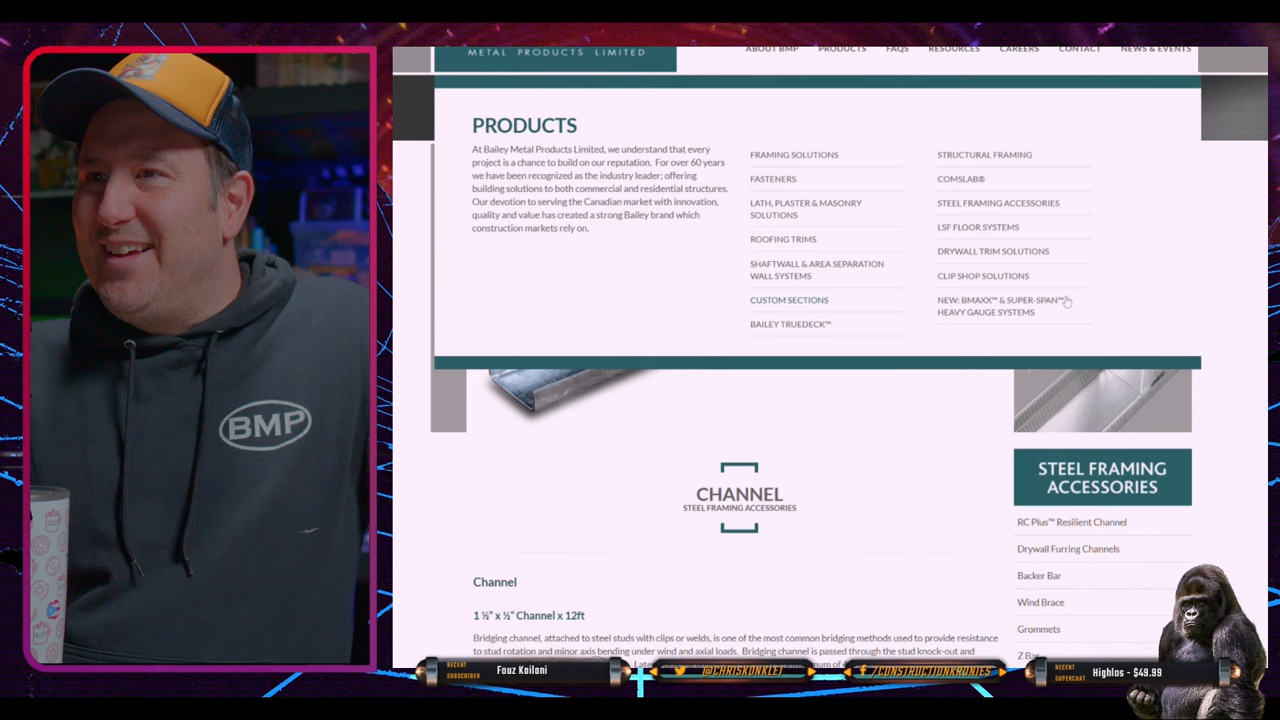 METAL PRODUCTS LIMITED
ABOUT BMP PRODUCTS FAQS RESOURCES CAREERS CONTACT NEWS & EVENTS
PRODUCTS
At Bailey Metal Products Limited, we understand that every
project is a chance to build on our reputation. For over 60 years
we have been recognized as the industry leader; offering
building solutions to both commercial and residential structures.
Our devotion to serving the Canadian market with innovation,
quality and value has created a strong Bailey brand which
construction markets rely on.
FRAMING SOLUTIONS
FASTENERS
LATH, PLASTER & MASONRY
SOLUTIONS
ROOFING TRIMS
SHAFTWALL & AREA SEPARATION
WALL SYSTEMS
CUSTOM SECTIONS
BAILEY TRUEDECK™
STRUCTURAL FRAMING
COMSLAB®
STEEL FRAMING ACCESSORIES
LSF FLOOR SYSTEMS
DRYWALL TRIM SOLUTIONS
CLIP SHOP SOLUTIONS
NEW: BMAXX™ & SUPER-SPAN™
HEAVY GAUGE SYSTEMS
BMP
CHANNEL
STEEL FRAMING ACCESSORIES
Channel
1 ½" x ½" Channel x 12ft
Bridging channel, attached to steel studs with clips or welds, is one of the most common bridging methods used to provide resistance
to stud rotation and minor axis bending under wind and axial loads. Bridging channel is passed through the stud knock-out and
STEEL FRAMING
ACCESSORIES
RC Plus™ Resilient Channel
Drywall Furring Channels
Backer Bar
Wind Brace
Grommets
Z Bar
RECENT
SUBSCRIBER
Fauz Kailani
@CHRISKONKLE1
/CONSTRUCTIONKRONIES
RECENT
SUPERCHAT
Highlos - $49.99